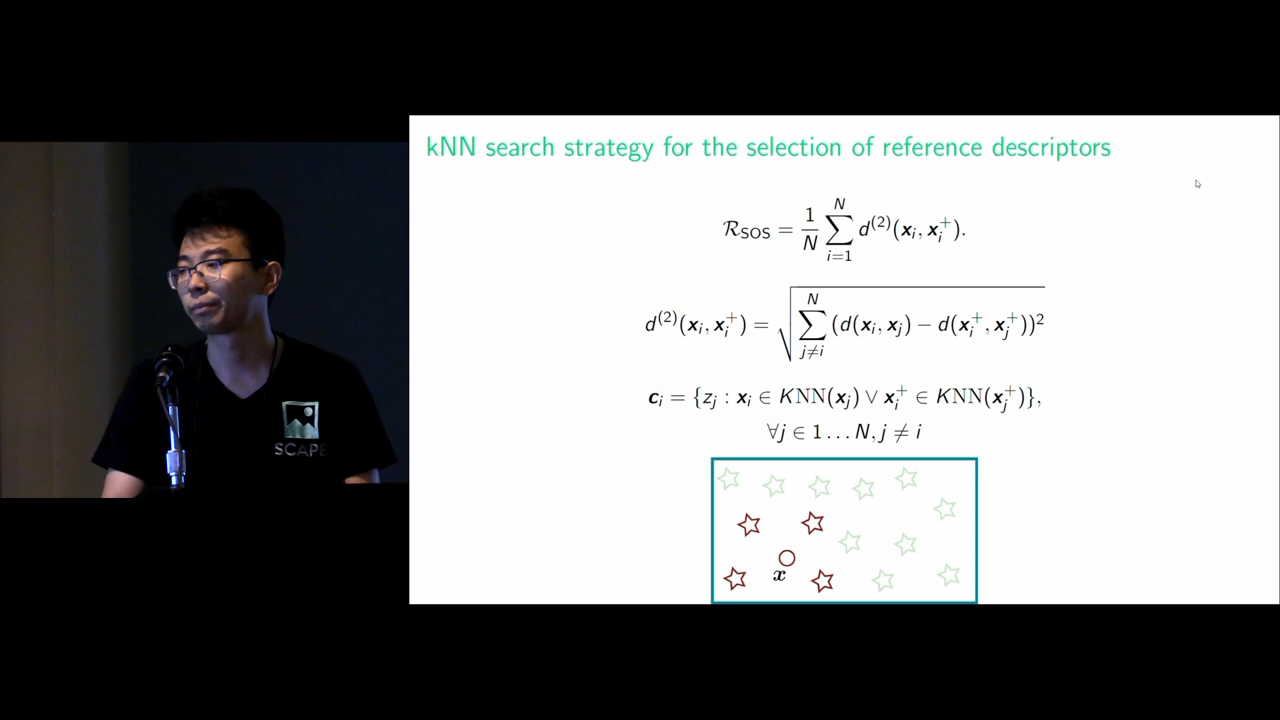 kNN search strategy for the selection of reference descriptors
R_SOS = 1/N ∑_{i=1}^{N} d^{(2)}(x_i, x_i^+).
d^{(2)}(x_i, x_i^+) = √(∑_{j≠i}^{N} (d(x_i, x_j) − d(x_i^+, x_j^+))^2)
c_i = {z_j : x_i ∈ KNN(x_j) ∨ x_i^+ ∈ KNN(x_j^+)},
∀j ∈ 1…N, j ≠ i
x
SCAPE